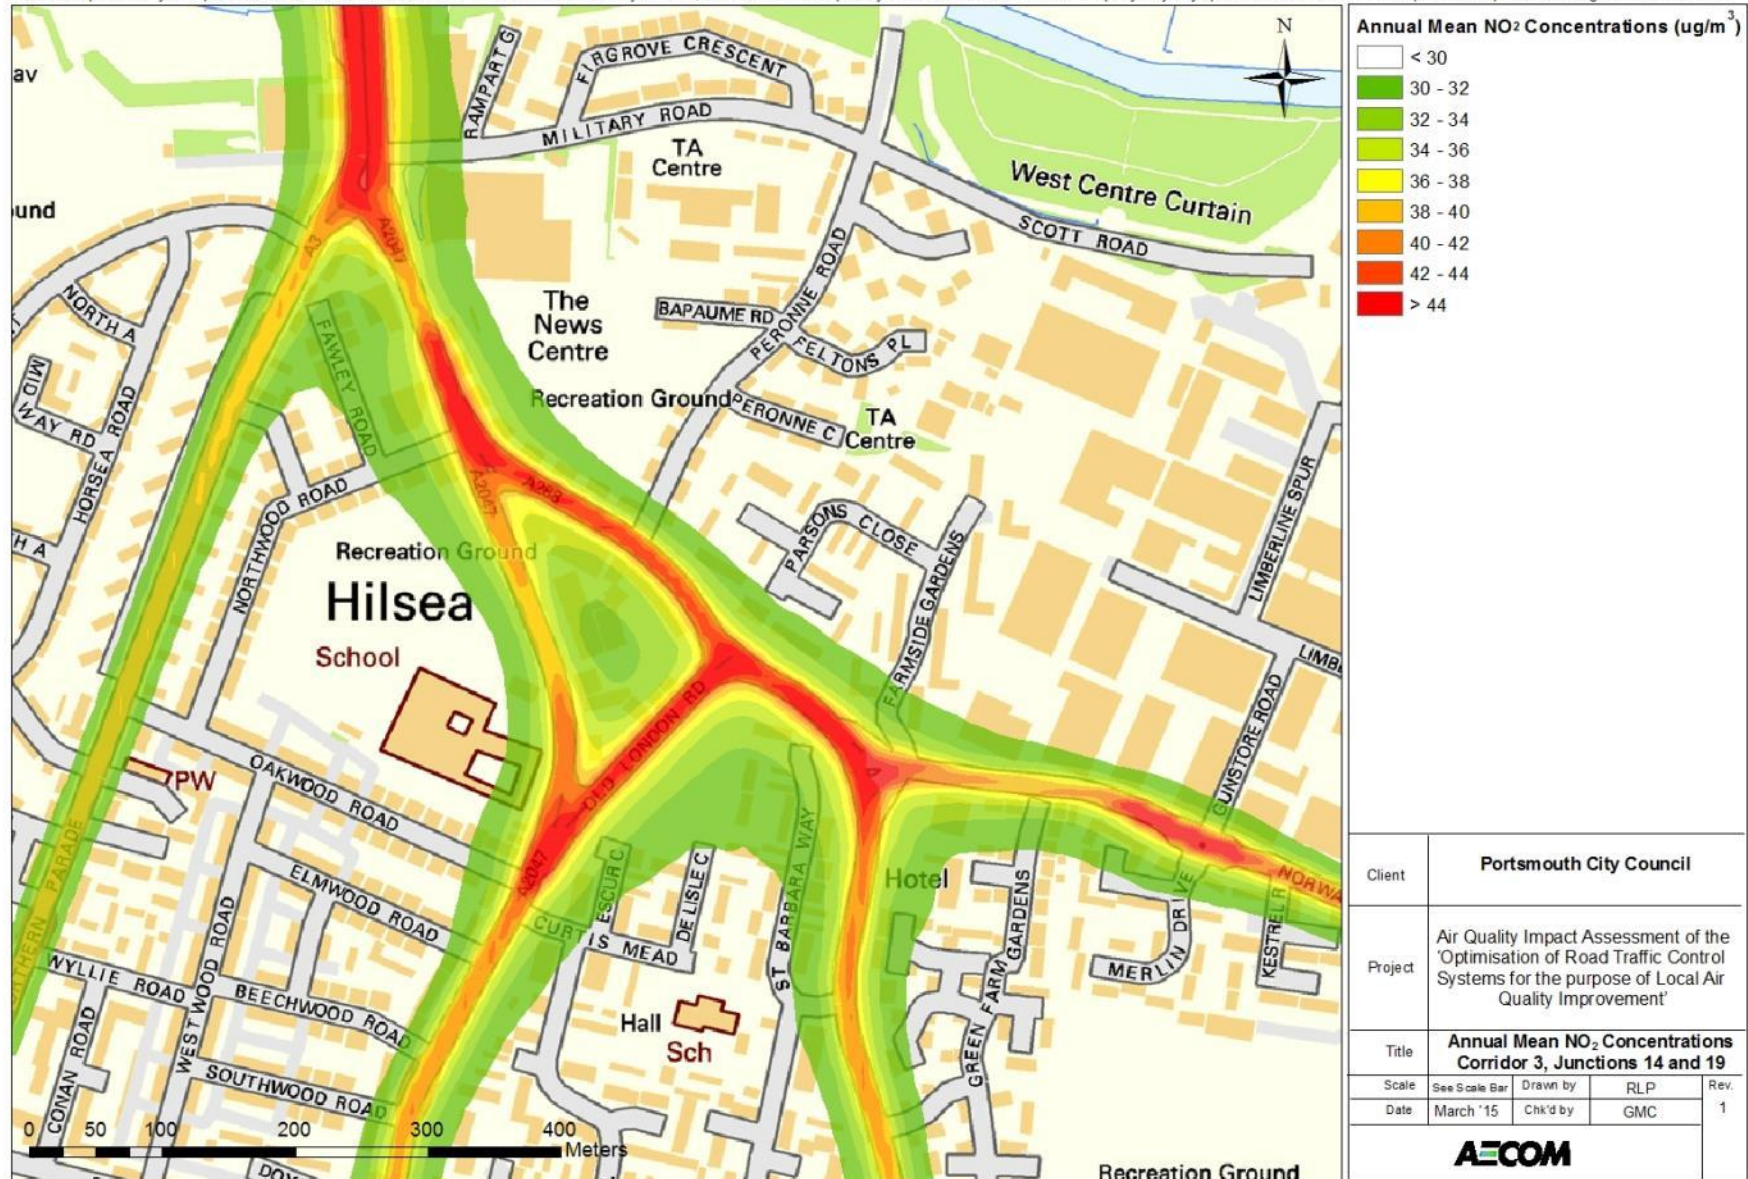 av
und
RAMPART G
FIRGROVE CRESCENT
MILITARY ROAD
TA
Centre
N
West Centre Curtain
SCOTT ROAD
A3
A2047
NORTH A
FAWLEY ROAD
The
News
Centre
BAPAUME RD
PERONNE ROAD
FELTONS PL
MID
WAY RD
HORSEA ROAD
Recreation Ground
PERONNE C
TA
Centre
H A
NORTHWOOD ROAD
A2047
A288
PARSONS CLOSE
LIMBERLINE SPUR
Recreation Ground
Hilsea
School
FARMSIDE GARDENS
LIMBE
GUNSTORE ROAD
OLD LONDON RD
PW
OAKWOOD ROAD
A2047
ST BARBARA WAY
Hotel
NORWA
ELMWOOD ROAD
ESCUR C
DELISLE C
CURTIS MEAD
GREEN FARM GARDENS
MERLIN DRIVE
KESTREL R
RTHERN PARADE
WYLLIE ROAD
WESTWOOD ROAD
BEECHWOOD ROAD
CONAN ROAD
SOUTHWOOD ROAD
Hall
Sch
0 50 100 200 300 400
Meters
DOY
Recreation Ground
Annual Mean NO2 Concentrations (ug/m3)
< 30
30 - 32
32 - 34
34 - 36
36 - 38
38 - 40
40 - 42
42 - 44
> 44
Client
Portsmouth City Council
Project
Air Quality Impact Assessment of the
'Optimisation of Road Traffic Control
Systems for the purpose of Local Air
Quality Improvement'
Title
Annual Mean NO2 Concentrations
Corridor 3, Junctions 14 and 19
Scale See Scale Bar Drawn by RLP Rev.
Date March '15 Chk'd by GMC 1
AECOM